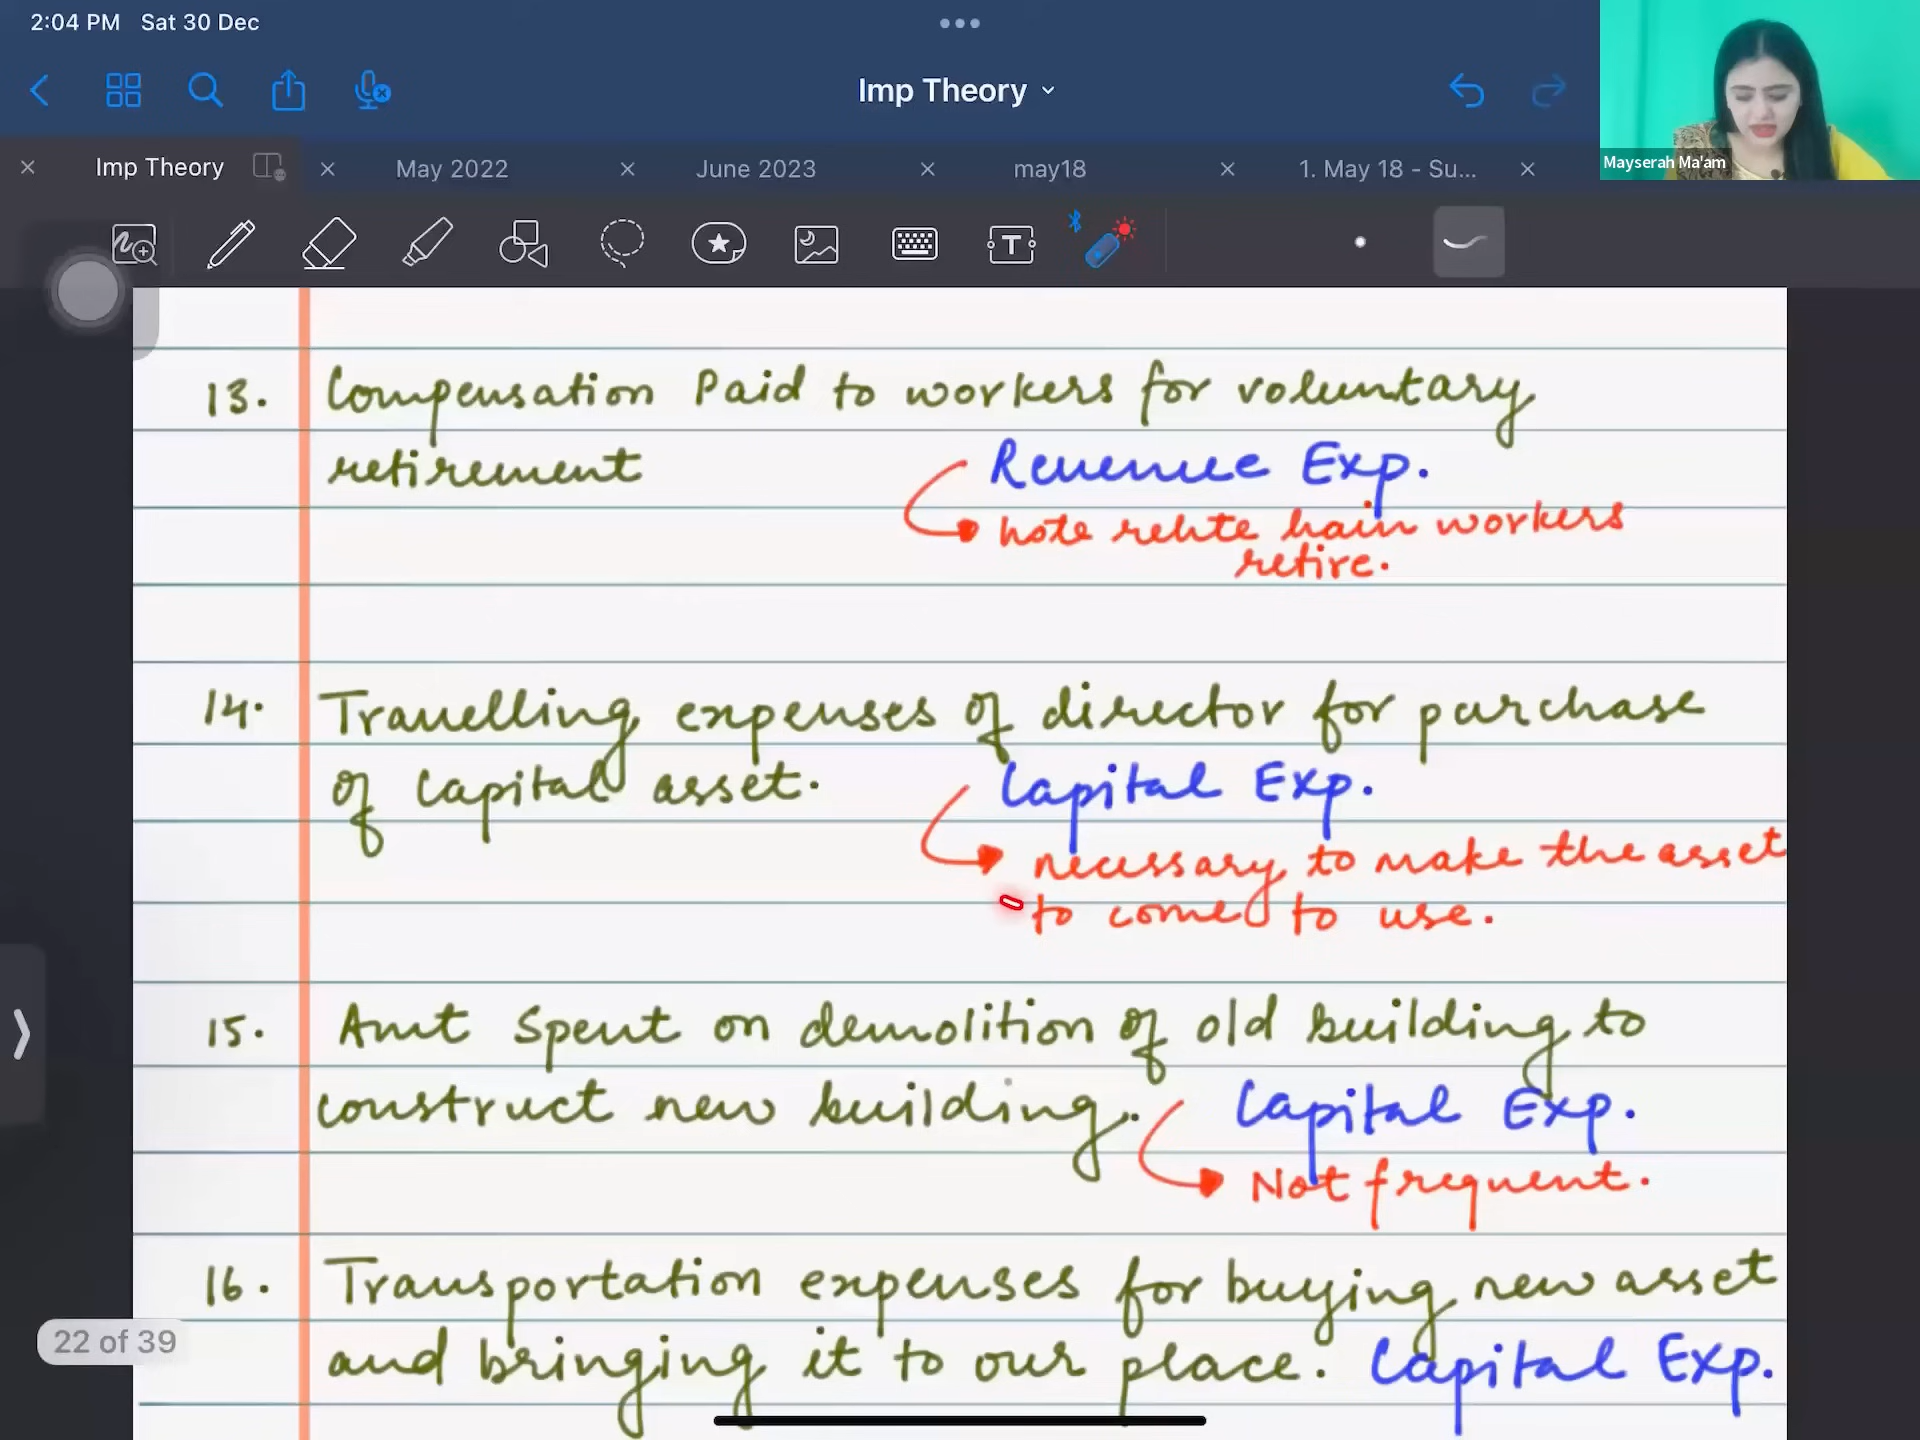 2:04 PM Sat 30 Dec
Imp Theory
Mayserah Ma'am
Imp Theory
May 2022
June 2023
may18
1. May 18 - Su...
13. Compensation Paid to workers for voluntary
retirement Revenue Exp.
hote rehte hain workers
retire.
14. Travelling expenses of director for purchase
of capital asset. Capital Exp.
necessary to make the asset
to come to use.
15. Amt Spent on demolition of old building to
construct new building. Capital Exp.
Not frequent.
16. Transportation expenses for buying new asset
and bringing it to our place. Capital Exp.
22 of 39